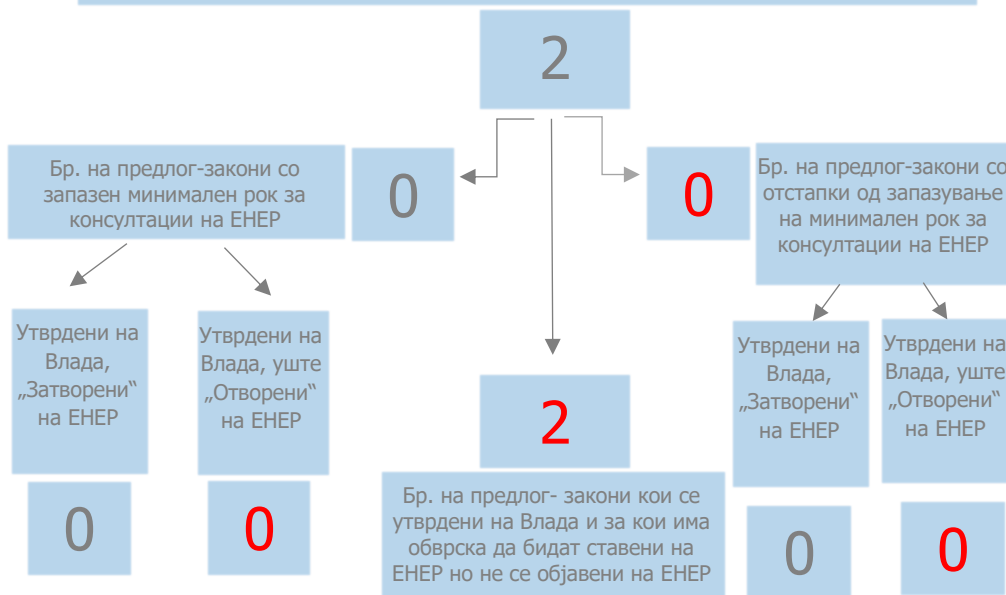 2
Бр. на предлог-закони со
запазен минимален рок за
консултации на ЕНЕР
0
0
Бр. на предлог-закони со
отстапки од запазување
на минимален рок за
консултации на ЕНЕР
Утврдени на
Влада,
„Затворени“
на ЕНЕР
Утврдени на
Влада, уште
„Отворени“
на ЕНЕР
0
0
2
Бр. на предлог- закони кои се
утврдени на Влада и за кои има
обврска да бидат ставени на
ЕНЕР но не се објавени на ЕНЕР
Утврдени на
Влада,
„Затворени“
на ЕНЕР
Утврдени на
Влада, уште
„Отворени“
на ЕНЕР
0
0